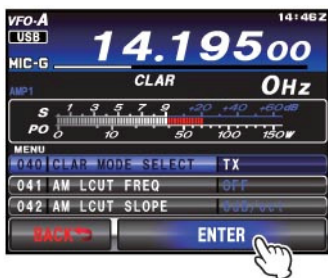 VFO-A 14:46Z
USB 14.19500
MIC-G
CLAR 0Hz
AMP1
S 1 3 5 7 9 +20 +40 +60dB
PO 0 10 50 100 150W
MENU
040 CLAR MODE SELECT TX
041 AM LCUT FREQ OFF
042 AM LCUT SLOPE
BACK ENTER